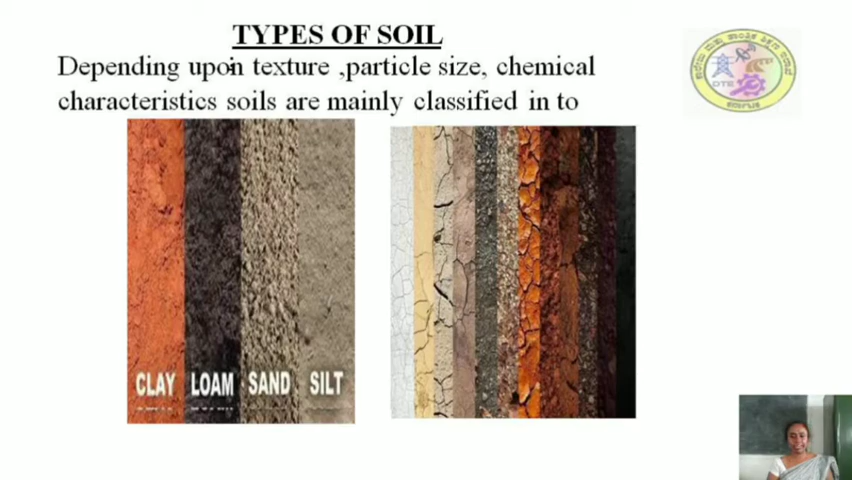 TYPES OF SOIL
Depending upon texture ,particle size, chemical
characteristics soils are mainly classified in to
CLAY LOAM SAND SILT
DTE